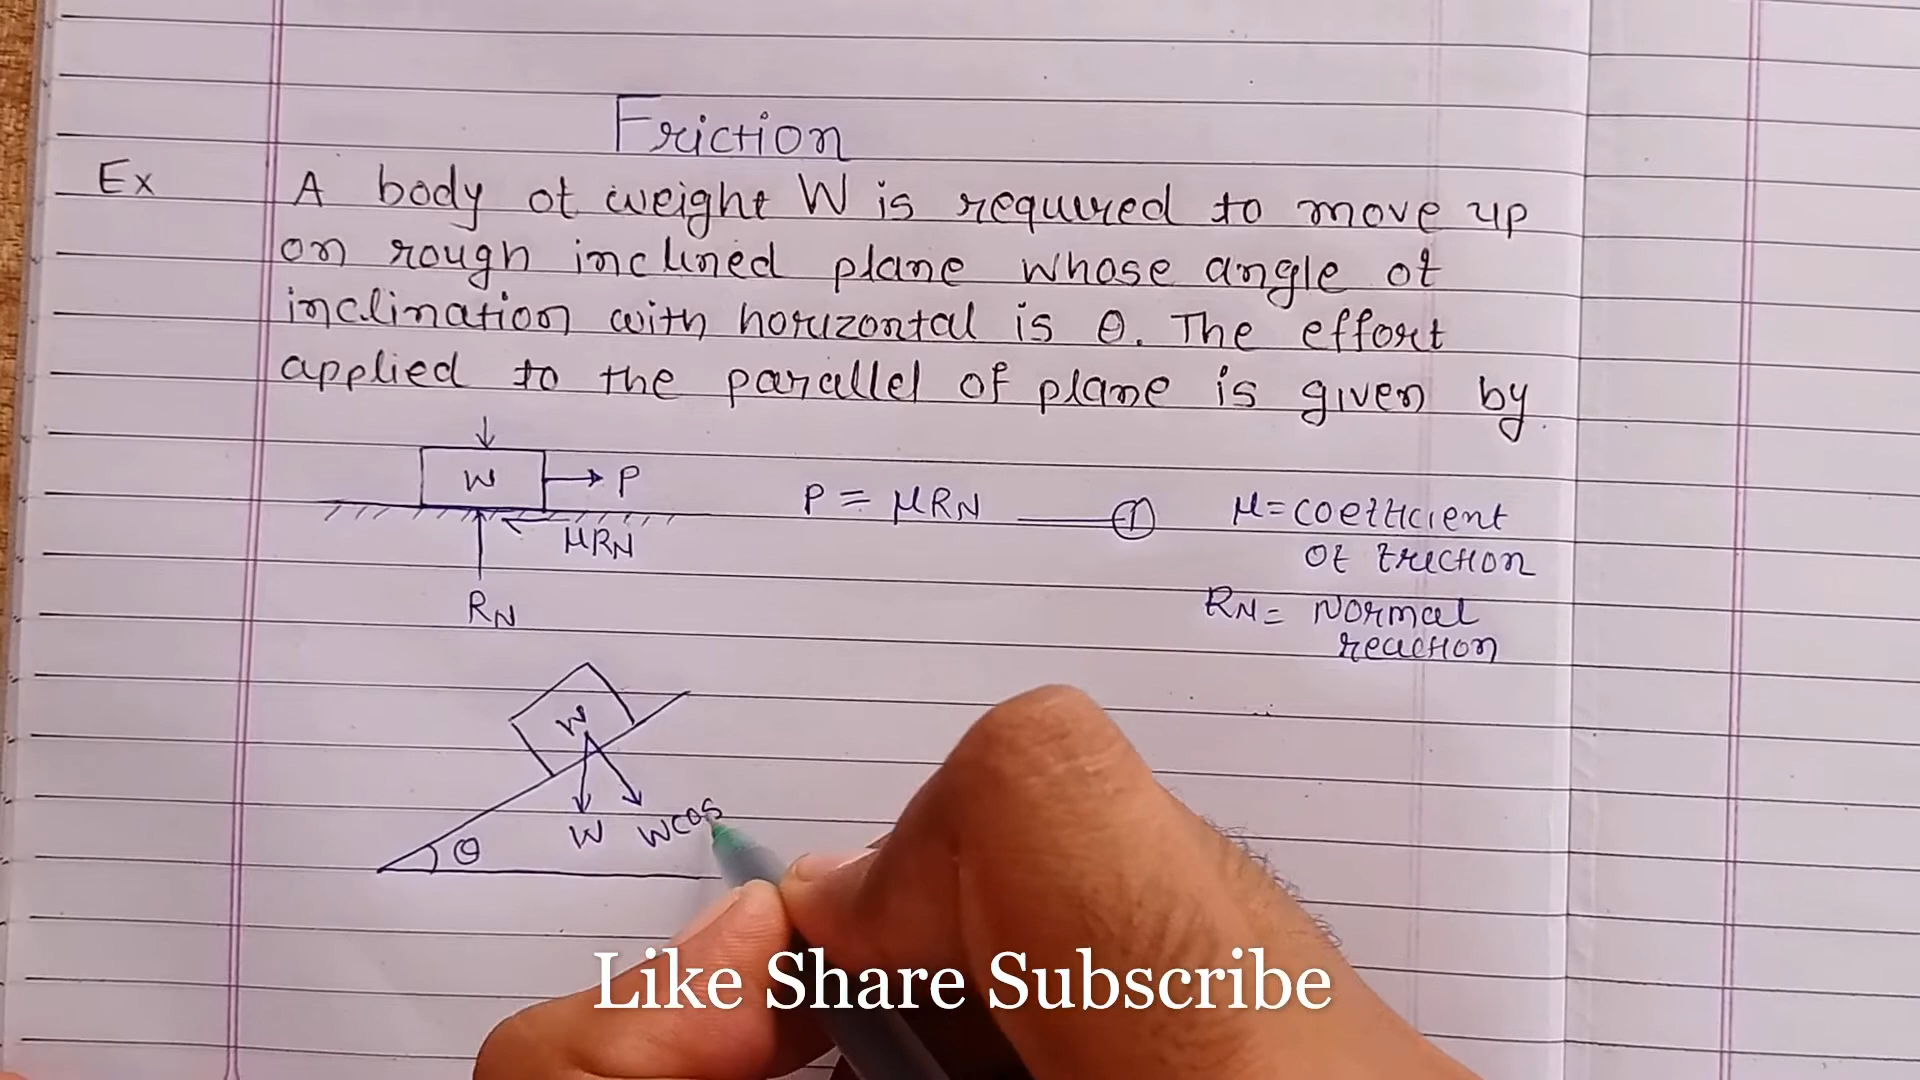 Friction
Ex A body of weight W is required to move up
on rough inclined plane whose angle of
inclination with horizontal is θ. The effort
applied to the parallel of plane is given by
W → P
μRN
RN
P = μRN ①
μ = coefficient
of friction
RN = Normal
reaction
W
θ W Wcos
Like Share Subscribe